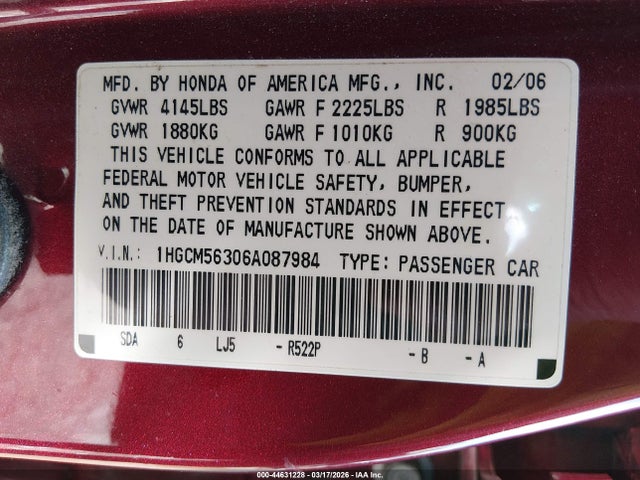 MFD. BY HONDA OF AMERICA MFG., INC. 02/06
GVWR 4145LBS GAWR F 2225LBS R 1985LBS
GVWR 1880KG GAWR F 1010KG R 900KG
THIS VEHICLE CONFORMS TO ALL APPLICABLE
FEDERAL MOTOR VEHICLE SAFETY, BUMPER,
AND THEFT PREVENTION STANDARDS IN EFFECT
ON THE DATE OF MANUFACTURE SHOWN ABOVE.
V.I.N.: 1HGCM56306A087984 TYPE: PASSENGER CAR
SDA 6 LJ5 - R522P - B - A
000-44631228 - 03/17/2026 - IAAI.COM